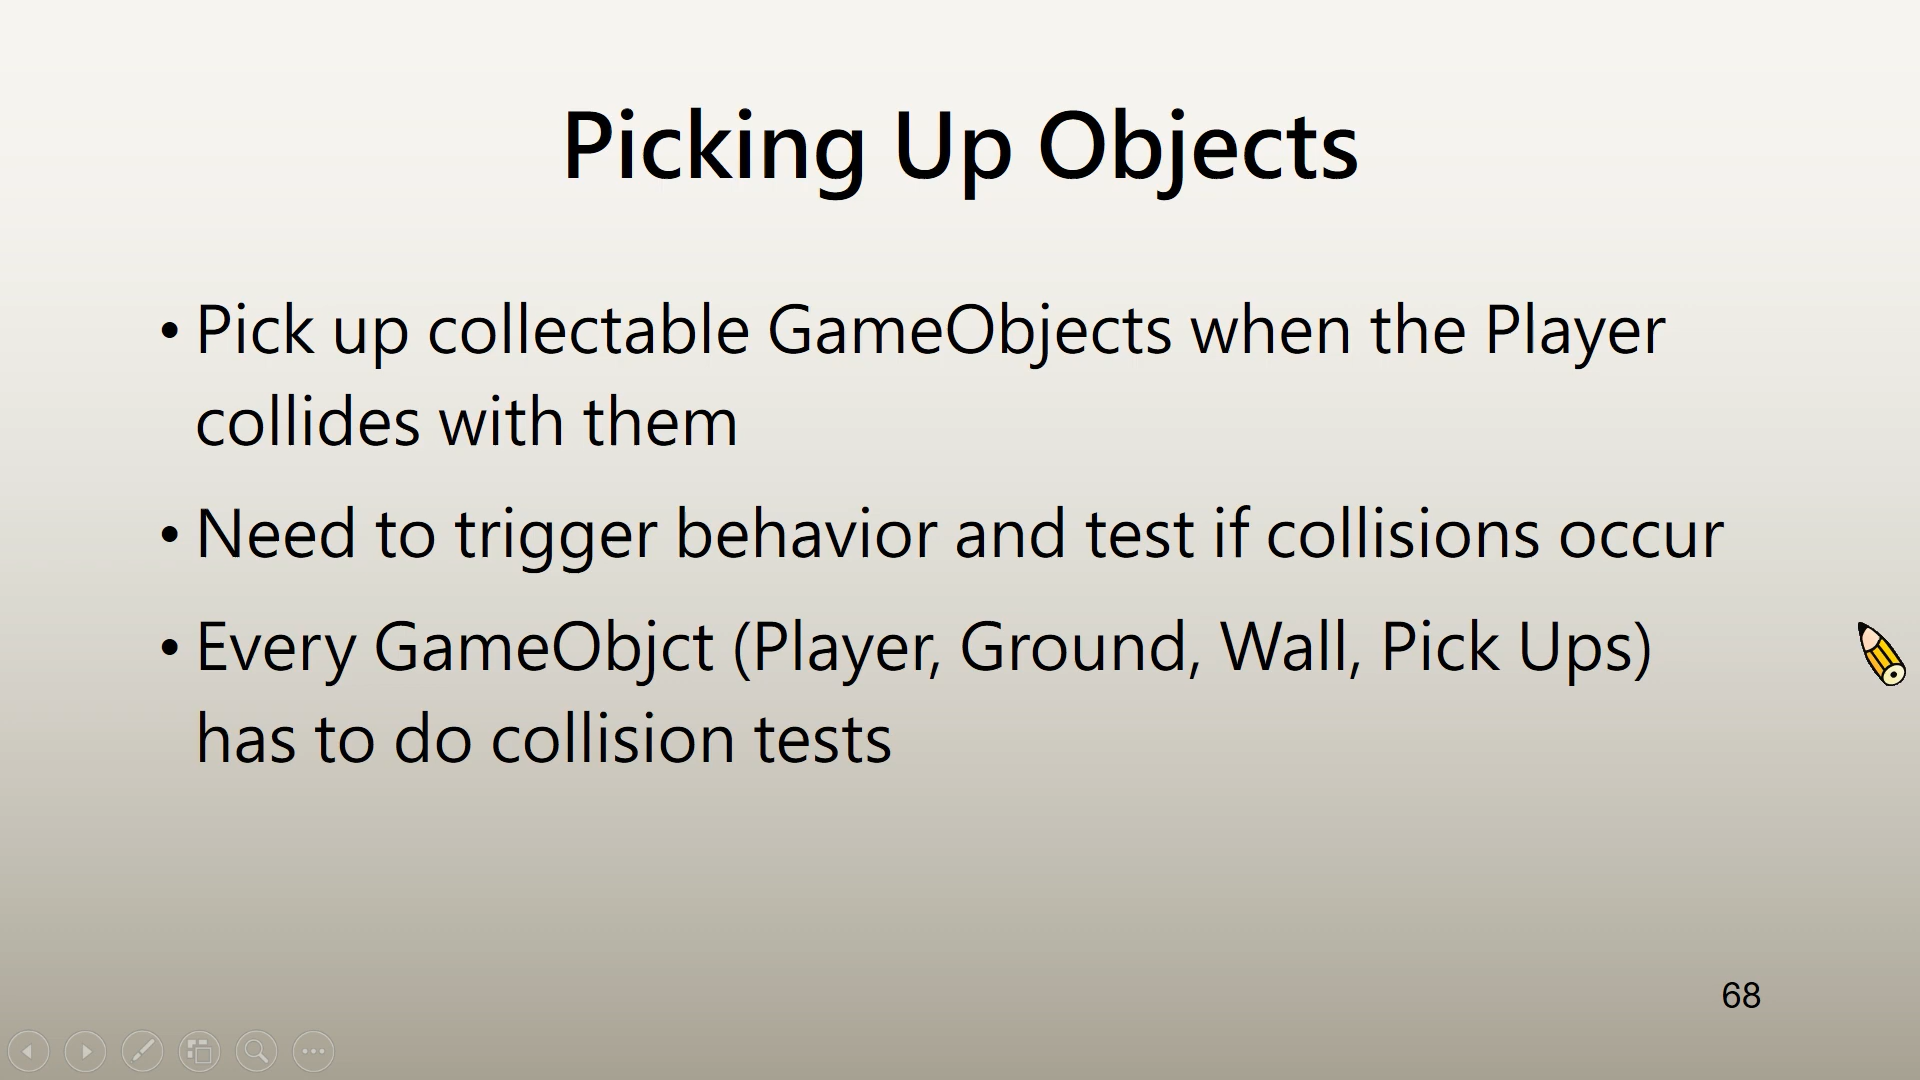 Picking Up Objects
• Pick up collectable GameObjects when the Player
collides with them
• Need to trigger behavior and test if collisions occur
• Every GameObjct (Player, Ground, Wall, Pick Ups)
has to do collision tests
68